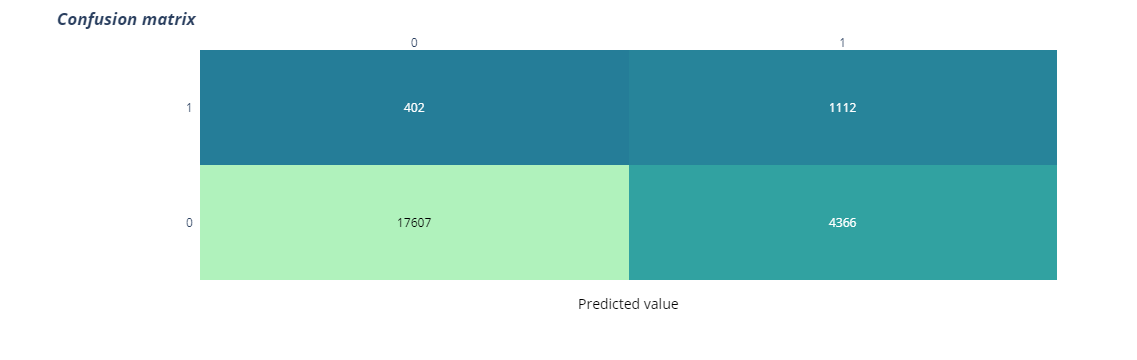 Confusion matrix
0 1
1 402 1112
0 17607 4366
Predicted value